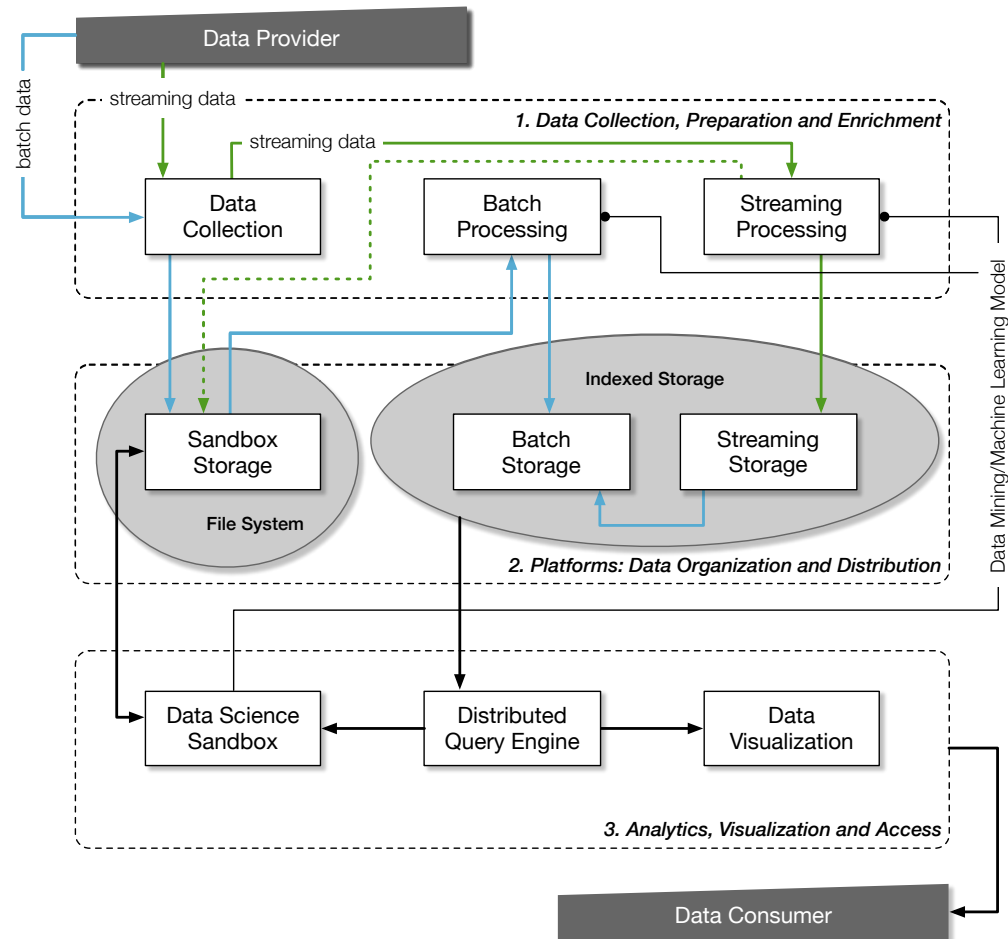 Data Provider
batch data
streaming data
1. Data Collection, Preparation and Enrichment
streaming data
Data
Collection
Batch
Processing
Streaming
Processing
Data Mining/Machine Learning Model
Indexed Storage
Sandbox
Storage
Batch
Storage
Streaming
Storage
File System
2. Platforms: Data Organization and Distribution
Data Science
Sandbox
Distributed
Query Engine
Data
Visualization
3. Analytics, Visualization and Access
Data Consumer